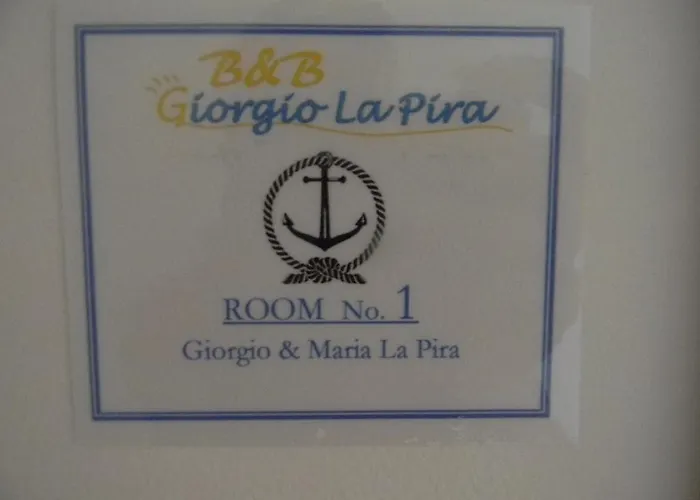 B&B
Giorgio La Pira
ROOM No. 1
Giorgio & Maria La Pira